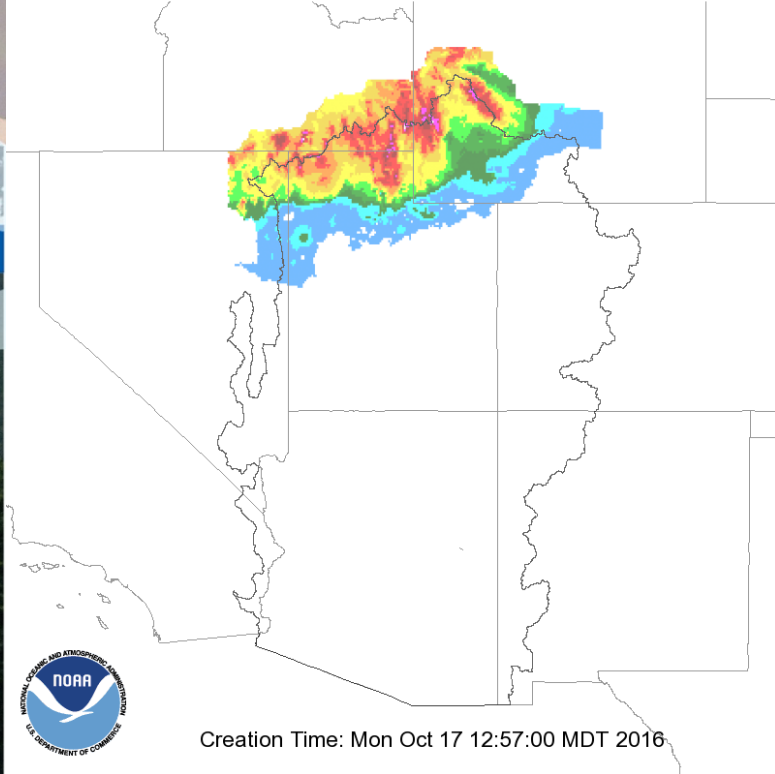 NATIONAL OCEANIC AND ATMOSPHERIC ADMINISTRATION
NOAA
U.S. DEPARTMENT OF COMMERCE
Creation Time: Mon Oct 17 12:57:00 MDT 2016